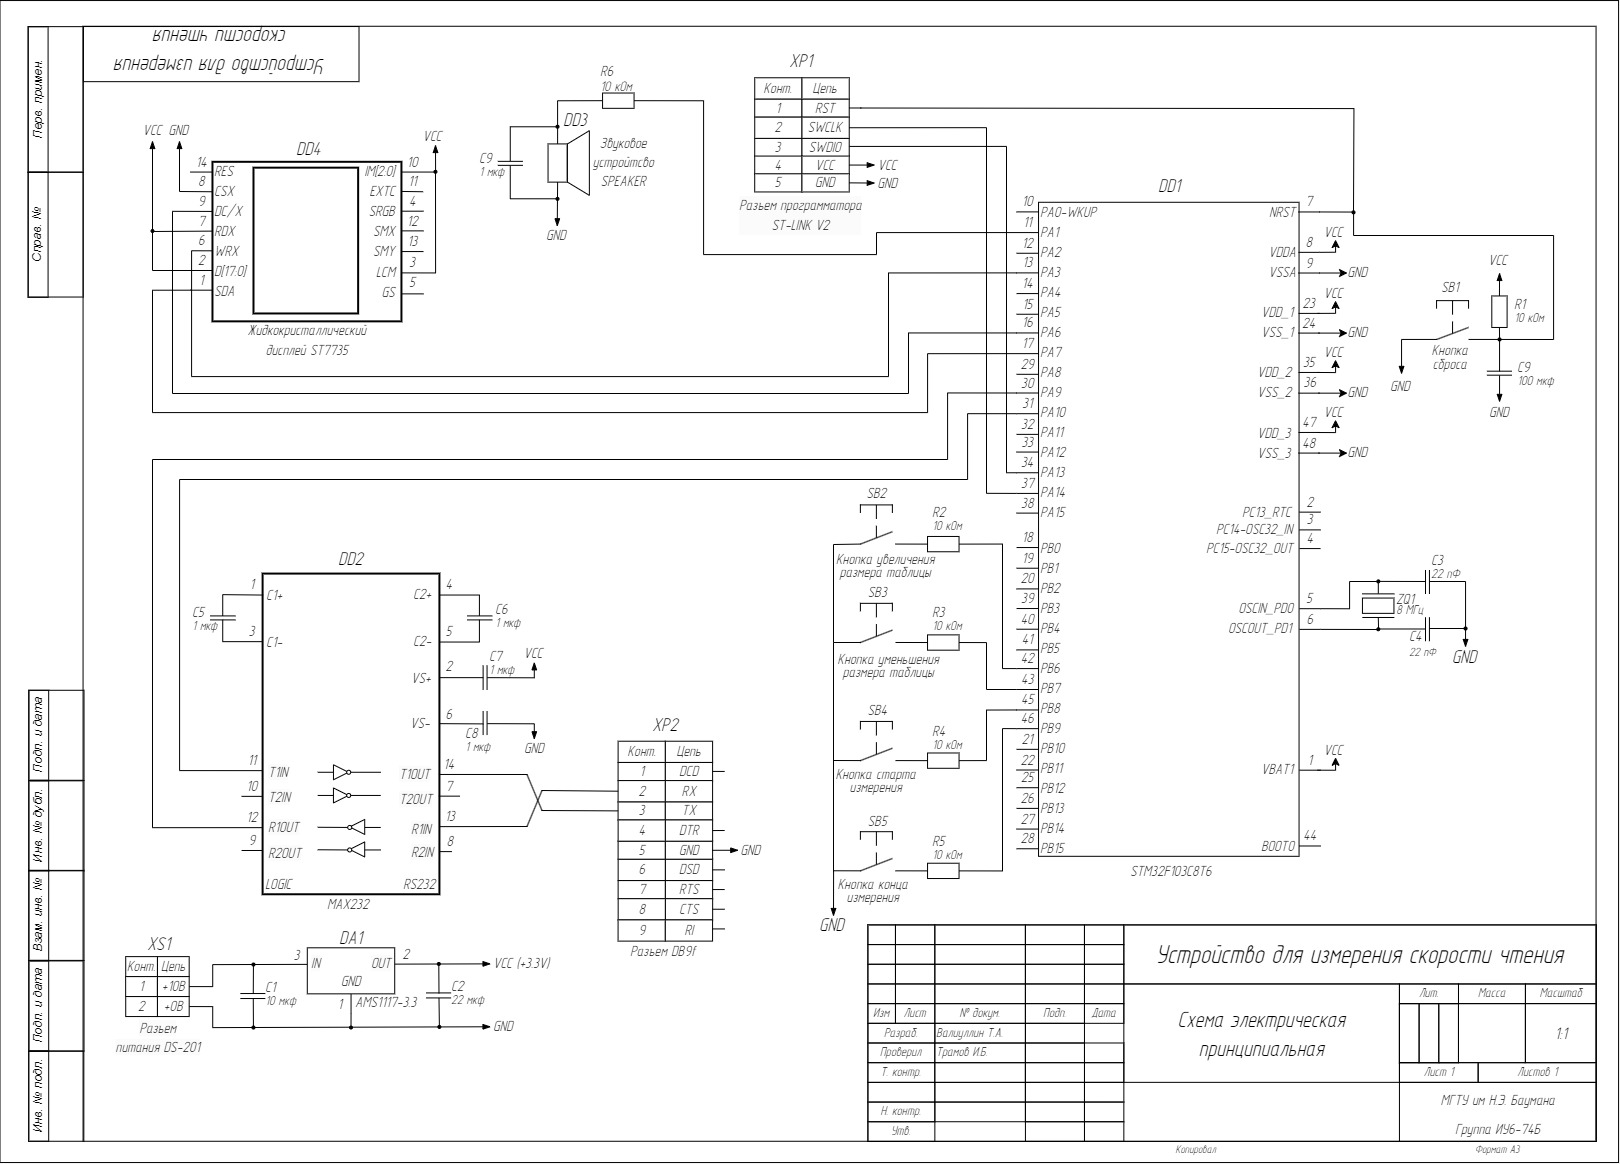 Устройство для измерения
скорости чтения
Перв. примен.
Справ. №
Подп. и дата
Инв. № дубл.
Взам. инв. №
Подп. и дата
Инв. № подп.
VCC GND
DD4
VCC
14 RES
8 CSX
9 DC/X
7 RDX
6 WRX
2 D[17:0]
1 SDA
IM[2:0] 10
EXTC 11
SRGB 4
SMX 12
SMY 13
LCM 3
GS 5
Жидкокристаллический
дисплей ST7735
R6
10 кОм
DD3
C9
1 мкф
Звуковое
устройтсво
SPEAKER
GND
XP1
Конт. Цепь
1 RST
2 SWCLK
3 SWDIO
4 VCC VCC
5 GND GND
Разьем программатора
ST-LINK V2
DD1
10 PA0-WKUP
11 PA1
12 PA2
13 PA3
14 PA4
15 PA5
16 PA6
17 PA7
29 PA8
30 PA9
31 PA10
32 PA11
33 PA12
34 PA13
37 PA14
38 PA15
18 PB0
19 PB1
20 PB2
39 PB3
40 PB4
41 PB5
42 PB6
43 PB7
45 PB8
46 PB9
21 PB10
22 PB11
25 PB12
26 PB13
27 PB14
28 PB15
NRST 7
VDDA 8 VCC
VSSA 9 GND
VDD_1 23 VCC
VSS_1 24 GND
VDD_2 35 VCC
VSS_2 36 GND
VDD_3 47 VCC
VSS_3 48 GND
PC13_RTC 2
PC14-OSC32_IN 3
PC15-OSC32_OUT 4
OSCIN_PD0 5
OSCOUT_PD1 6
VBAT1 1 VCC
BOOT0 44
STM32F103C8T6
VCC
SB1
R1
10 кОм
Кнопка
сброса
C9
100 мкф
GND
GND
C3
22 пФ
ZQ1
8 МГц
C4
22 пФ
GND
SB2
R2
10 кОм
Кнопка увеличения
размера таблицы
SB3
R3
10 кОм
Кнопка уменьшения
размера таблицы
SB4
R4
10 кОм
Кнопка старта
измерения
SB5
R5
10 кОм
Кнопка конца
измерения
GND
DD2
1 C1+
3 C1-
C5
1 мкф
C2+ 4
C2- 5
C6
1 мкф
VS+ 2
C7
1 мкф
VCC
VS- 6
C8
1 мкф
GND
11 T1IN
10 T2IN
12 R1OUT
9 R2OUT
T1OUT 14
T2OUT 7
R1IN 13
R2IN 8
LOGIC RS232
MAX232
XP2
Конт. Цепь
1 DCD
2 RX
3 TX
4 DTR
5 GND GND
6 DSD
7 RTS
8 CTS
9 RI
Разьем DB9f
XS1
Конт. Цепь
1 +10В
2 +0В
Разьем
питания DS-201
DA1
3 IN OUT 2
GND
1 AMS1117-3.3
C1
10 мкф
C2
22 мкф
VCC (+3.3V)
GND
Устройство для измерения скорости чтения
Схема электрическая
принципиальная
Лит. Масса Масштаб
1:1
Лист 1 Листов 1
Изм Лист № докум. Подп. Дата
Разраб. Валиуллин Т.А.
Проверил Трамов И.Б.
Т. контр.
Н. контр.
Утв.
МГТУ им Н.Э. Баумана
Группа ИУ6-74Б
Копировал Формат А3